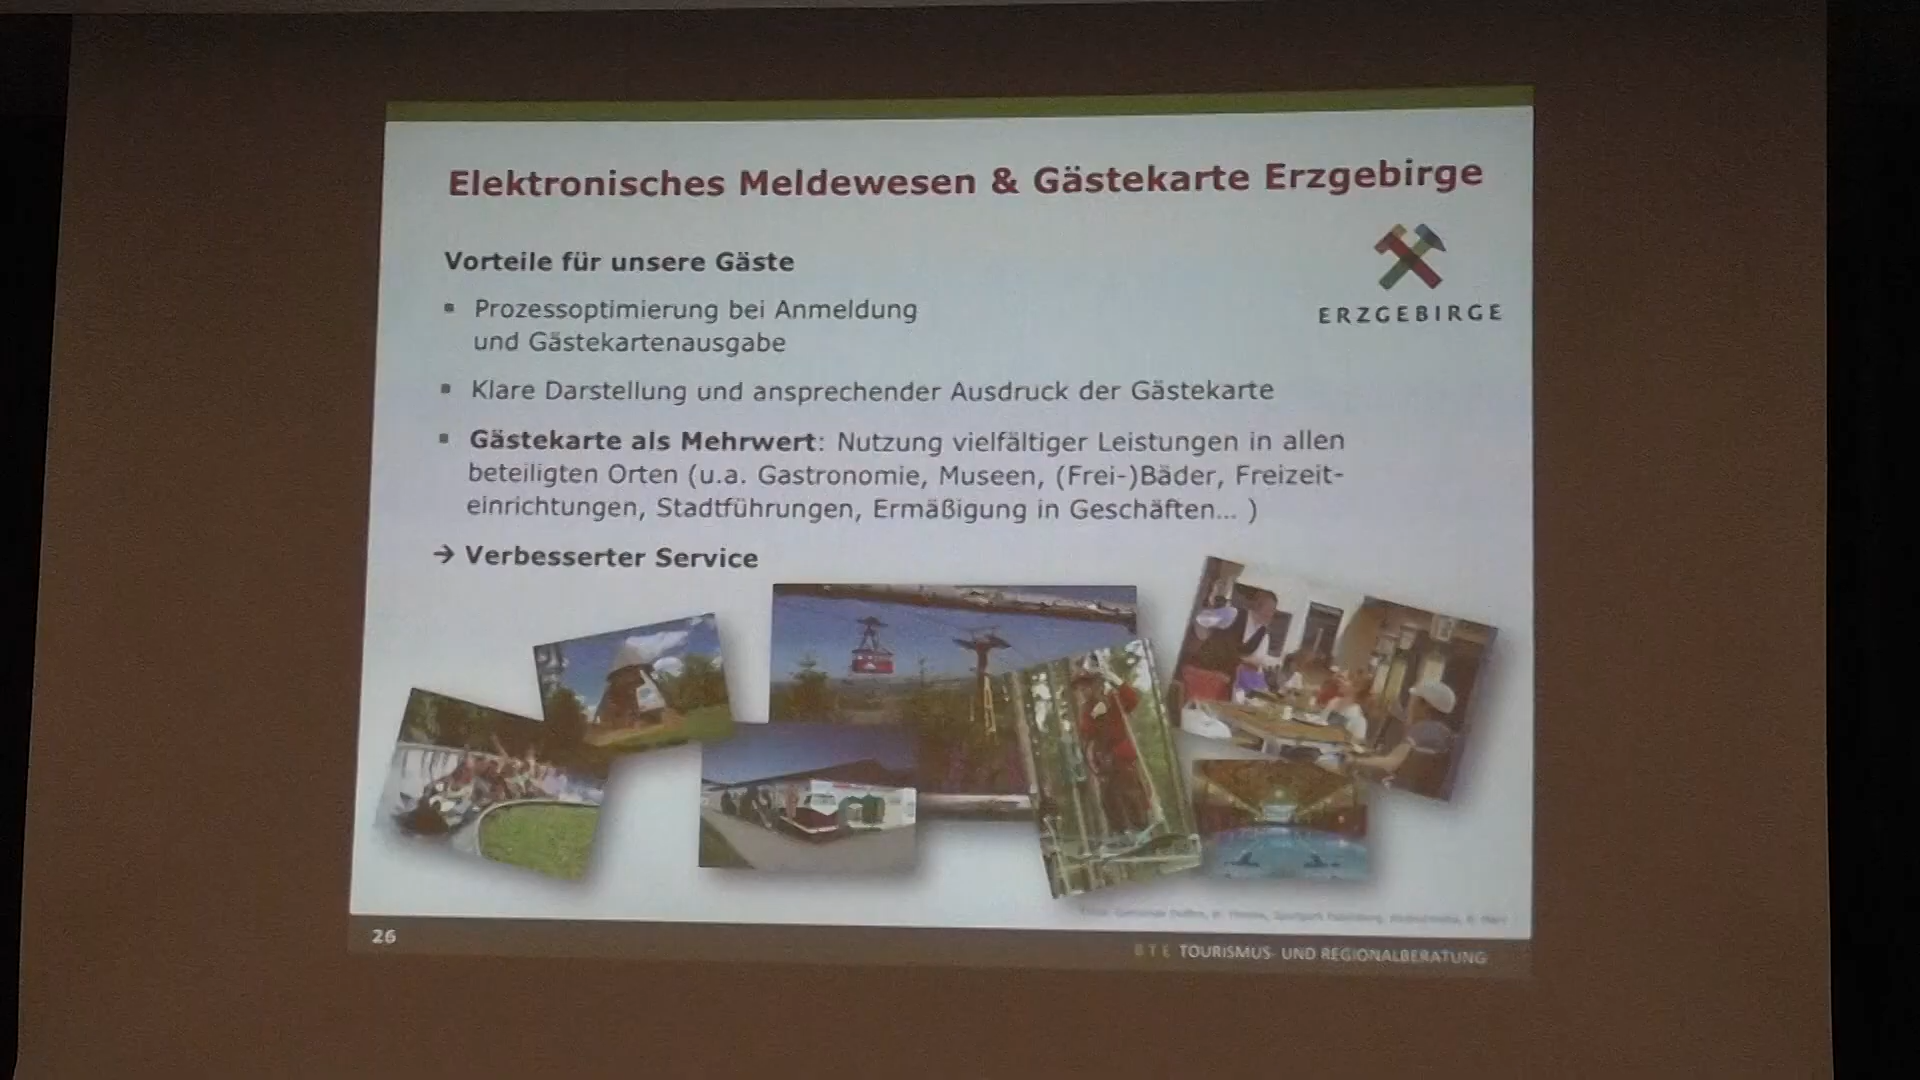 Elektronisches Meldewesen & Gästekarte Erzgebirge
Vorteile für unsere Gäste
ERZGEBIRGE
▪ Prozessoptimierung bei Anmeldung
und Gästekartenausgabe
▪ Klare Darstellung und ansprechender Ausdruck der Gästekarte
▪ Gästekarte als Mehrwert: Nutzung vielfältiger Leistungen in allen
beteiligten Orten (u.a. Gastronomie, Museen, (Frei-)Bäder, Freizeit-
einrichtungen, Stadtführungen, Ermäßigung in Geschäften... )
→ Verbesserter Service
26
BTE TOURISMUS- UND REGIONALBERATUNG